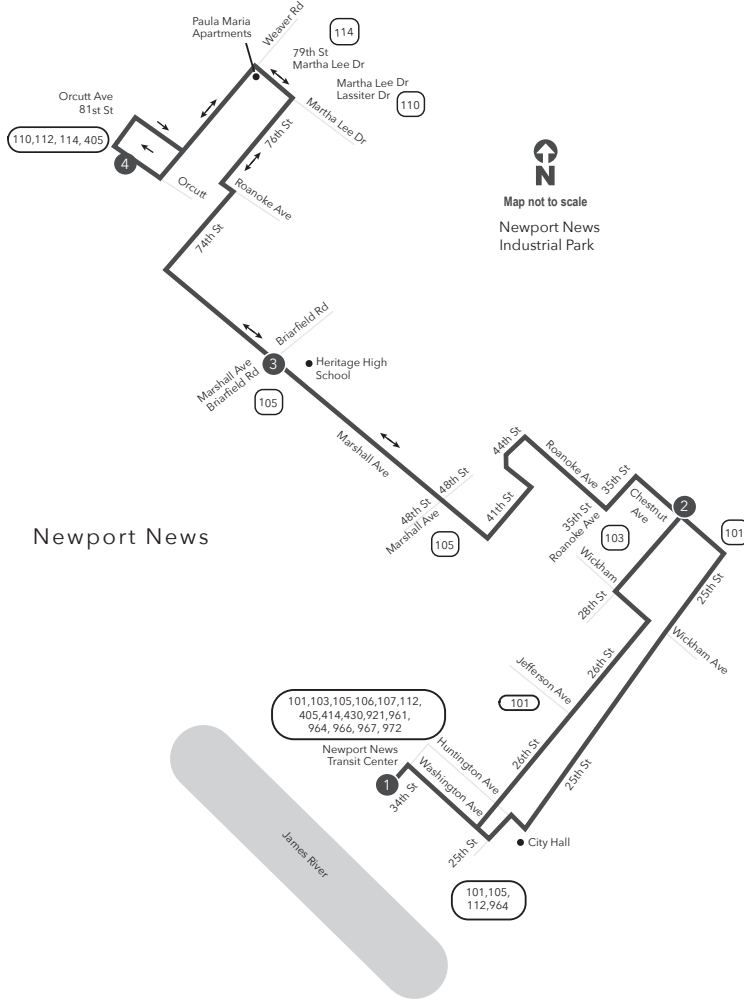 Paula Maria
Apartments
Weaver Rd
114
79th St
Martha Lee Dr
Martha Lee Dr
Lassiter Dr
110
Orcutt Ave
81st St
110,112, 114, 405
4
76th St
Martha Lee Dr
Orcutt
Roanoke Ave
74th St
N
Map not to scale
Newport News
Industrial Park
Briarfield Rd
3
Heritage High
School
Marshall Ave
Briarfield Rd
105
Marshall Ave
48th St
48th St
Marshall Ave
105
41th St
44th St
Roanoke Ave
35th St
35th St
Roanoke Ave
103
Chestnut
Ave
2
101
Newport News
Wickham
28th St
25th St
Wickham Ave
26th St
Jefferson Ave
101
101,103,105,106,107,112,
405,414,430,921,961,
964, 966, 967, 972
Newport News
Transit Center
1
34th St
Huntington Ave
Washington Ave
26th St
25th St
25th St
City Hall
James River
101,105,
112,964